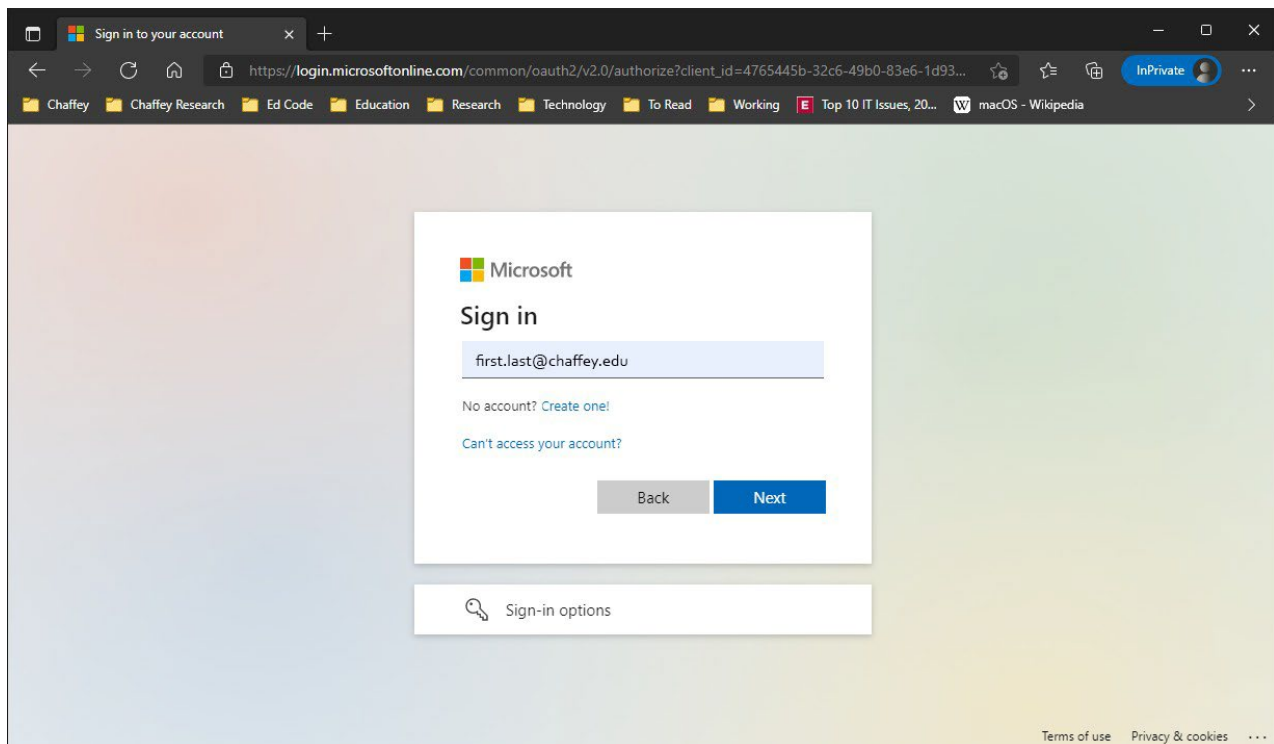 Sign in to your account
https://login.microsoftonline.com/common/oauth2/v2.0/authorize?client_id=4765445b-32c6-49b0-83e6-1d93... InPrivate
Chaffey Chaffey Research Ed Code Education Research Technology To Read Working E Top 10 IT Issues, 20... W macOS - Wikipedia
Microsoft
Sign in
first.last@chaffey.edu
No account? Create one!
Can't access your account?
Back Next
Sign-in options
Terms of use Privacy & cookies ...